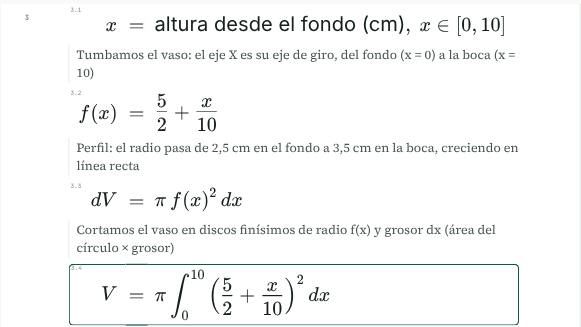 3
3.1
x = altura desde el fondo (cm), x ∈ [0, 10]
Tumbamos el vaso: el eje X es su eje de giro, del fondo (x = 0) a la boca (x =
10)
3.2
f(x) = 5/2 + x/10
Perfil: el radio pasa de 2,5 cm en el fondo a 3,5 cm en la boca, creciendo en
línea recta
3.3
dV = π f(x)² dx
Cortamos el vaso en discos finísimos de radio f(x) y grosor dx (área del
círculo × grosor)
3.4
V = π ∫₀¹⁰ (5/2 + x/10)² dx